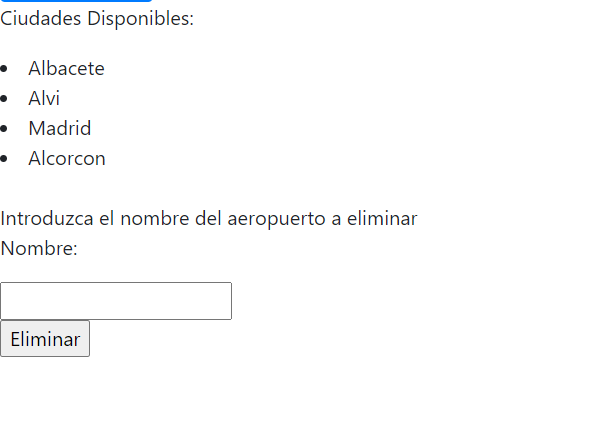 Ciudades Disponibles:
Albacete
Alvi
Madrid
Alcorcon
Introduzca el nombre del aeropuerto a eliminar
Nombre:
Eliminar